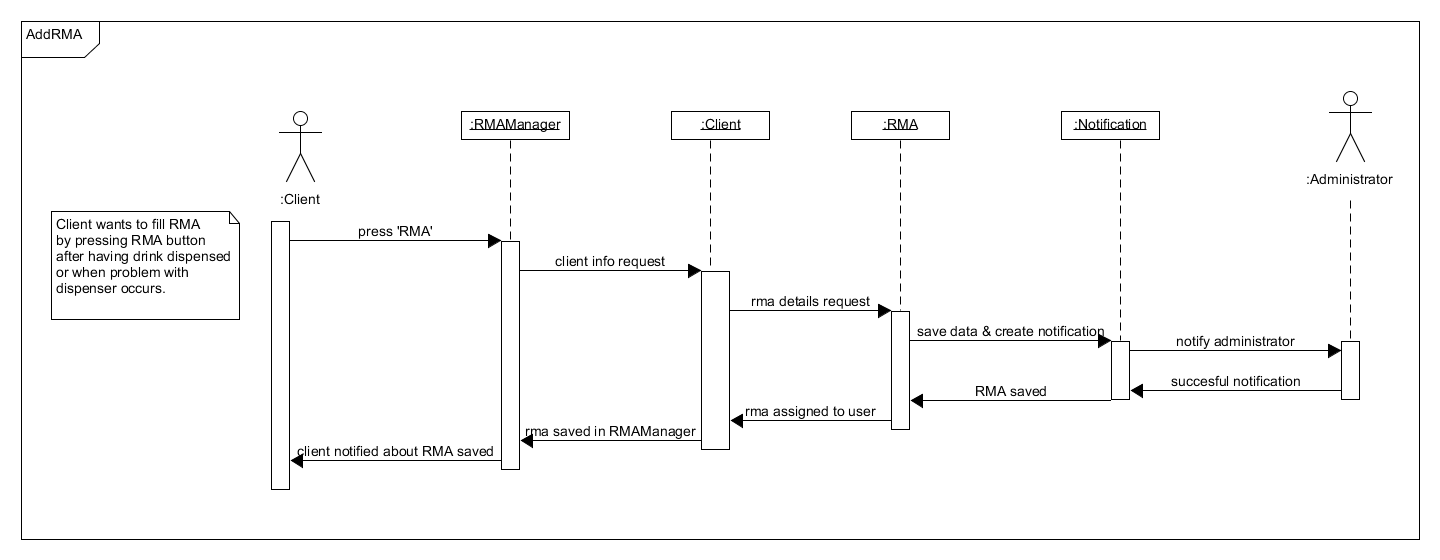 AddRMA
:RMAManager
:Client
:RMA
:Notification
:Administrator
:Client
Client wants to fill RMA
by pressing RMA button
after having drink dispensed
or when problem with
dispenser occurs.
press 'RMA'
client info request
rma details request
save data & create notification
notify administrator
succesful notification
RMA saved
rma assigned to user
rma saved in RMAManager
client notified about RMA saved